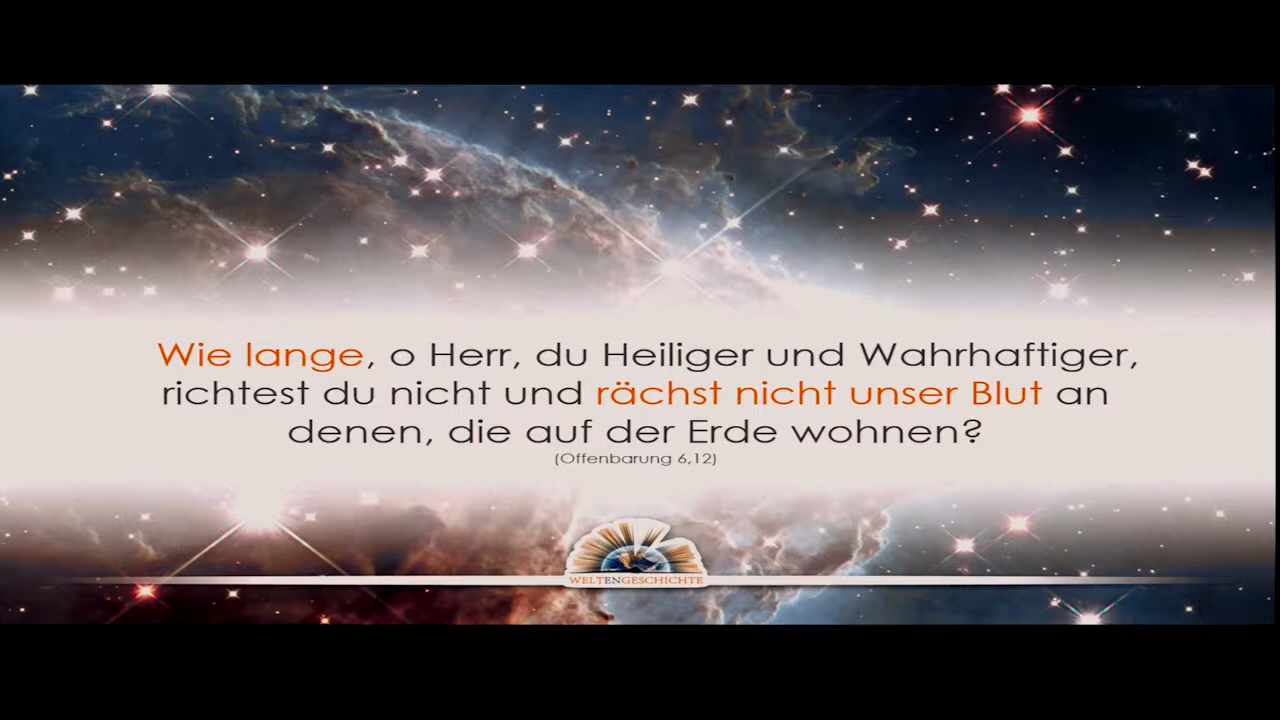 Wie lange, o Herr, du Heiliger und Wahrhaftiger,
richtest du nicht und rächst nicht unser Blut an
denen, die auf der Erde wohnen?
(Offenbarung 6,12)
WELTENGESCHICHTE